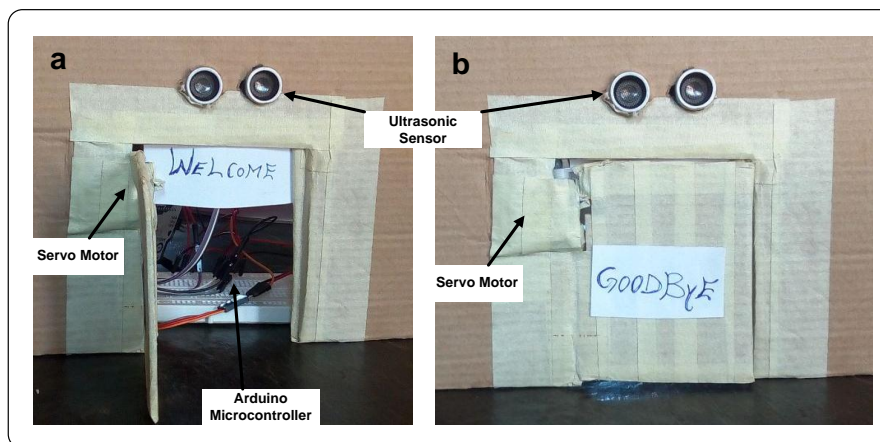 a
WELCOME
Servo Motor
Arduino
Microcontroller
Ultrasonic
Sensor
b
GOODBYE
Servo Motor